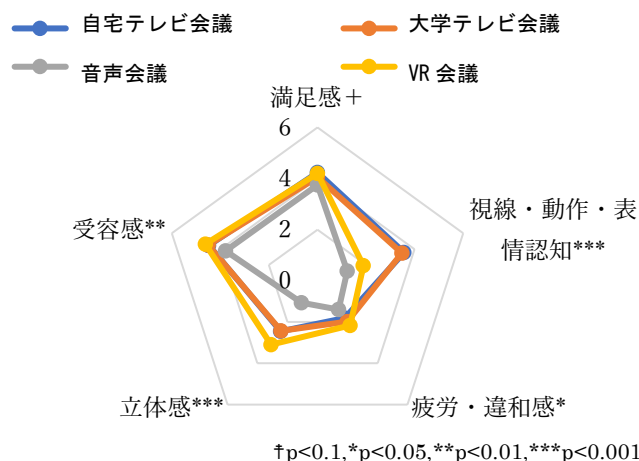 自宅テレビ会議
大学テレビ会議
音声会議
VR 会議
満足感＋
6
4
2
0
視線・動作・表
情認知***
受容感**
立体感***
疲労・違和感*
†p<0.1,*p<0.05,**p<0.01,***p<0.001